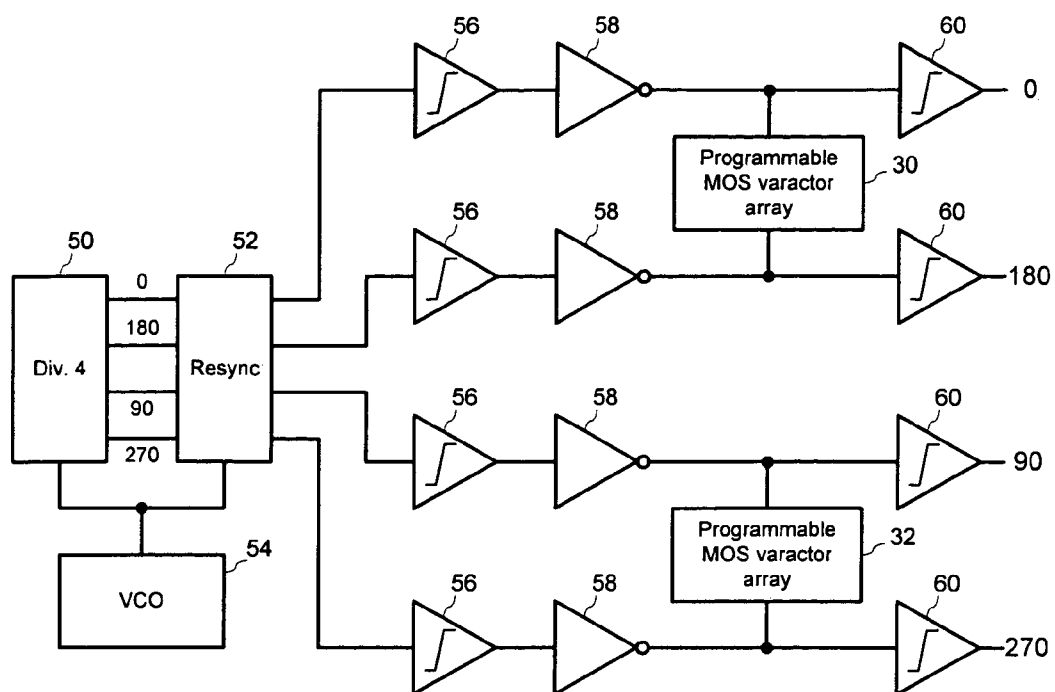 56
58
60
0
Programmable
MOS varactor
array
30
56
58
60
180
50
52
0
180
90
270
Div. 4
Resync
56
58
60
90
54
VCO
Programmable
MOS varactor
array
32
56
58
60
270